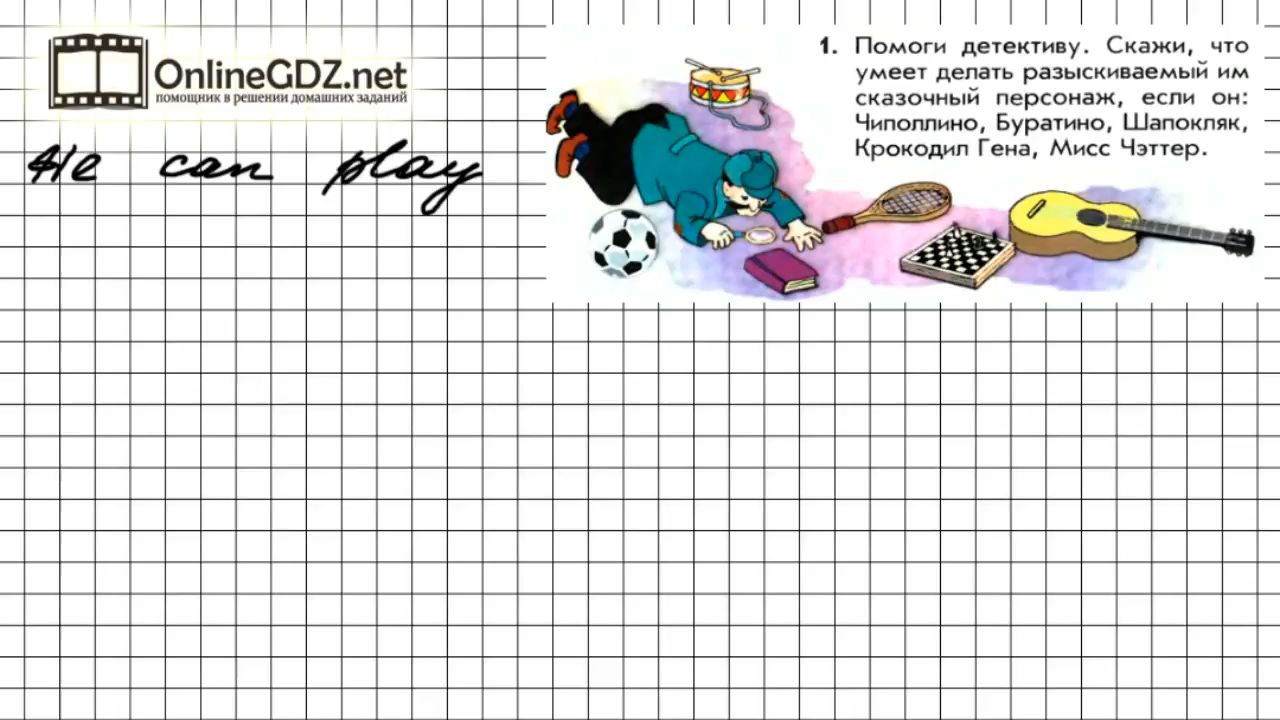 OnlineGDZ.net
помощник в решении домашних заданий
He can play
1. Помоги детективу. Скажи, что
умеет делать разыскиваемый им
сказочный персонаж, если он:
Чиполлино, Буратино, Шапокляк,
Крокодил Гена, Мисс Чэттер.